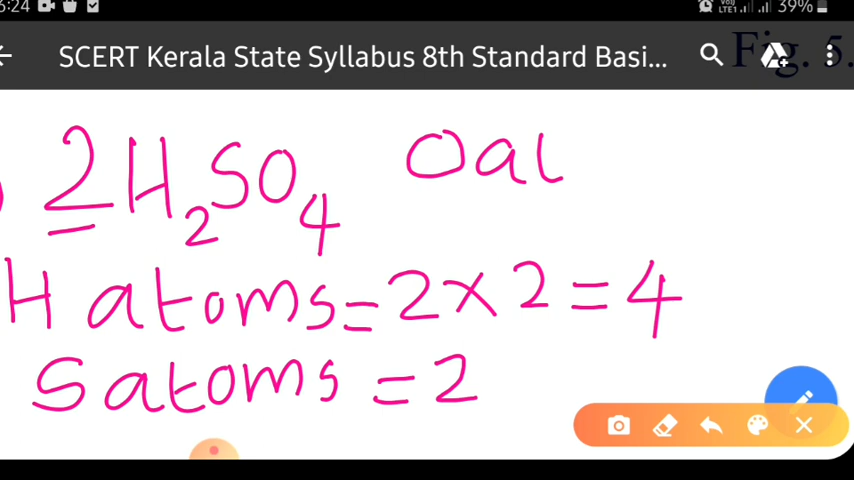 6:24 39%
SCERT Kerala State Syllabus 8th Standard Basi... Fig. 5.
2H₂SO₄ Oal
H atoms = 2 × 2 = 4
S atoms = 2